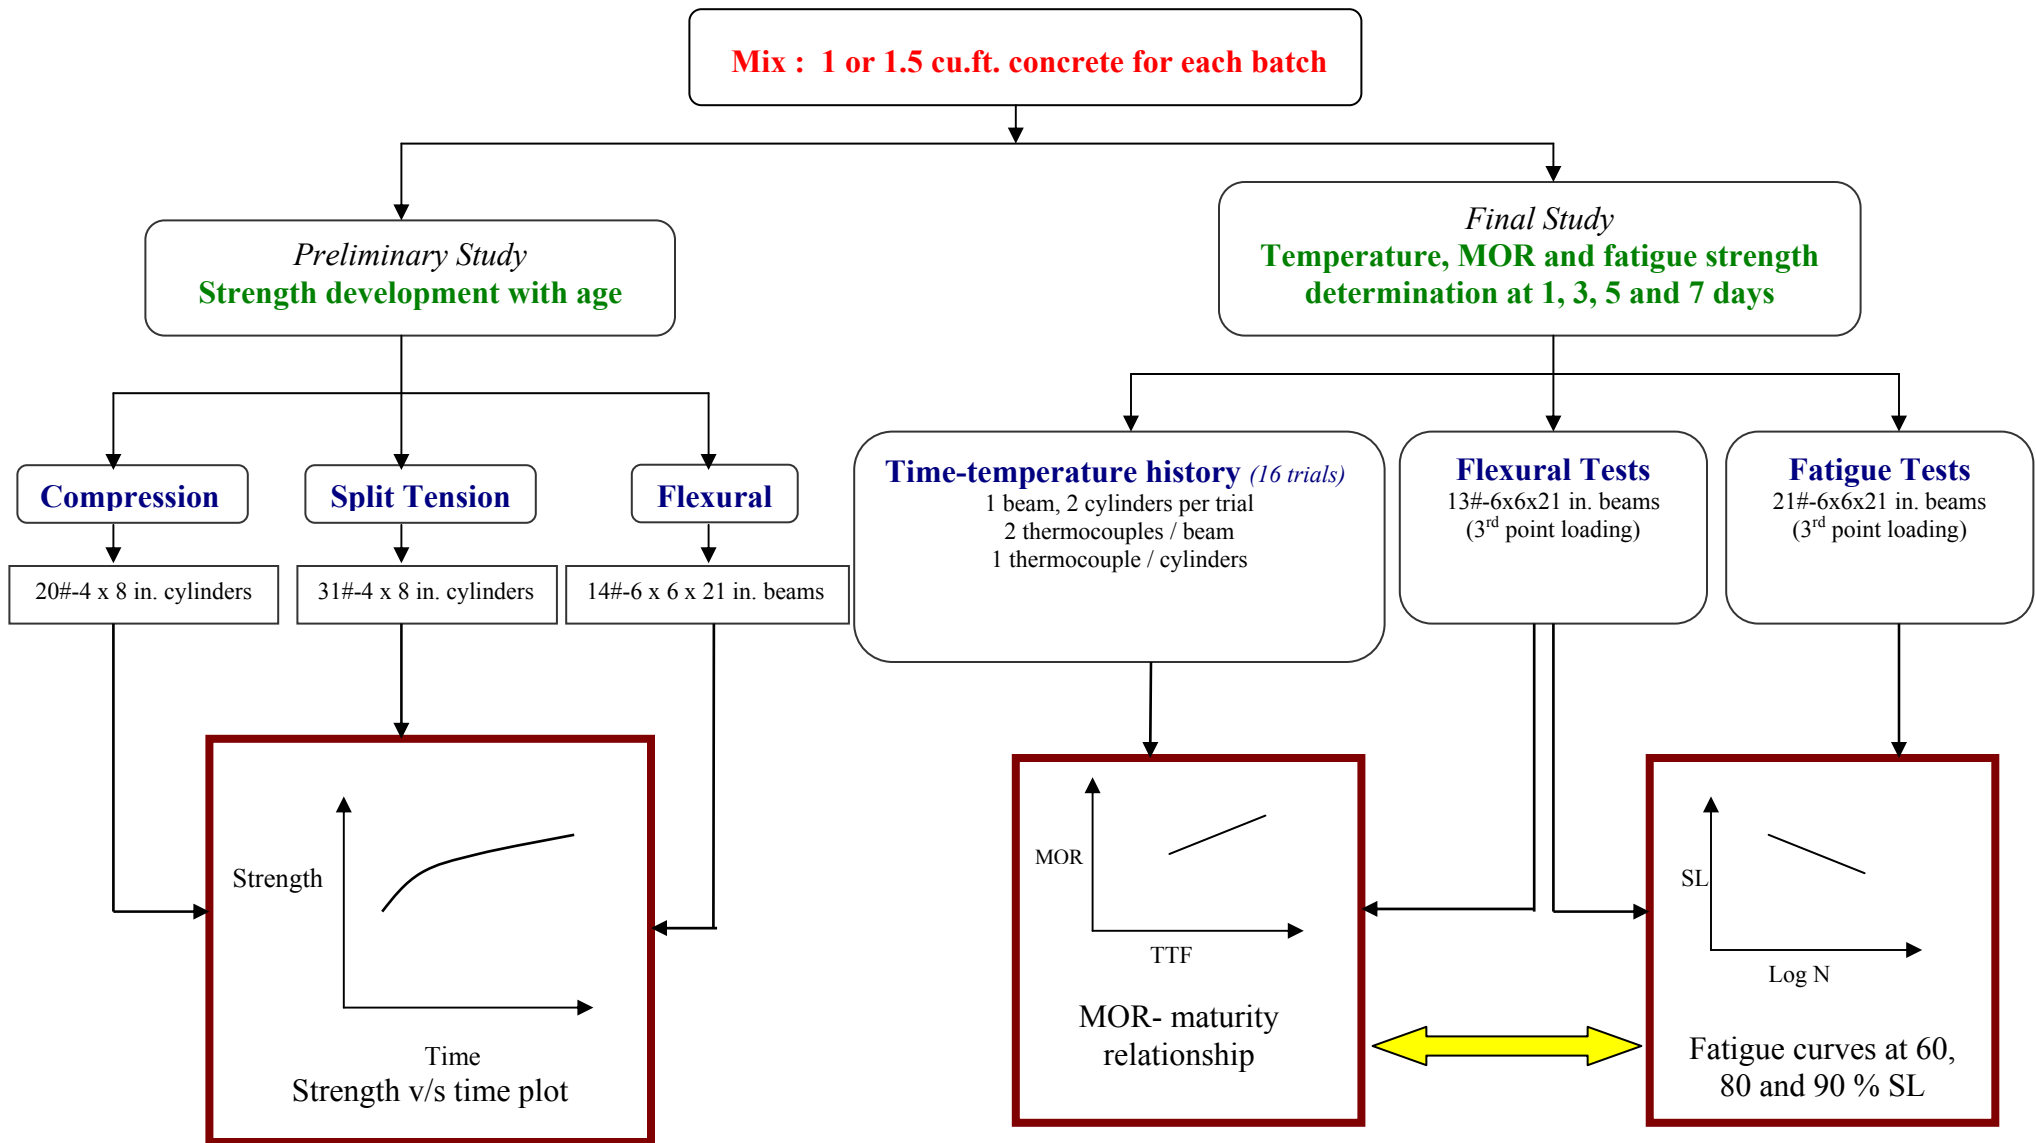 Mix : 1 or 1.5 cu.ft. concrete for each batch
Preliminary Study
Strength development with age
Final Study
Temperature, MOR and fatigue strength
determination at 1, 3, 5 and 7 days
Compression
Split Tension
Flexural
20#-4 x 8 in. cylinders
31#-4 x 8 in. cylinders
14#-6 x 6 x 21 in. beams
Time-temperature history (16 trials)
1 beam, 2 cylinders per trial
2 thermocouples / beam
1 thermocouple / cylinders
Flexural Tests
13#-6x6x21 in. beams
(3rd point loading)
Fatigue Tests
21#-6x6x21 in. beams
(3rd point loading)
Strength
Time
Strength v/s time plot
MOR
TTF
MOR- maturity
relationship
SL
Log N
Fatigue curves at 60,
80 and 90 % SL